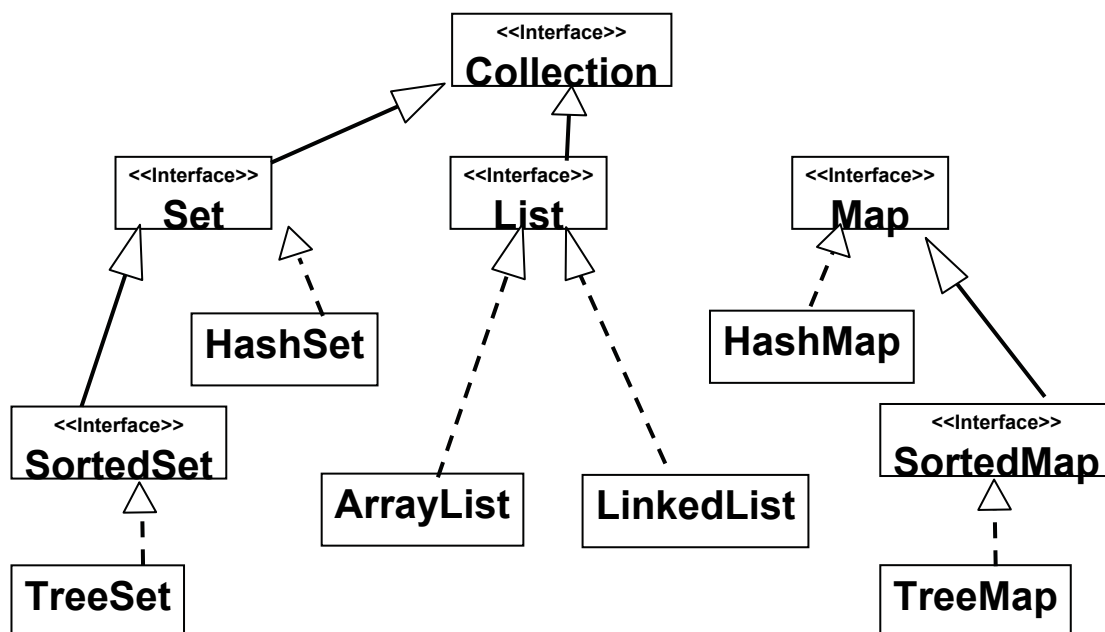 <<Interface>>
Collection
<<Interface>>
Set
<<Interface>>
List
<<Interface>>
Map
HashSet
HashMap
<<Interface>>
SortedSet
<<Interface>>
SortedMap
ArrayList
LinkedList
TreeSet
TreeMap